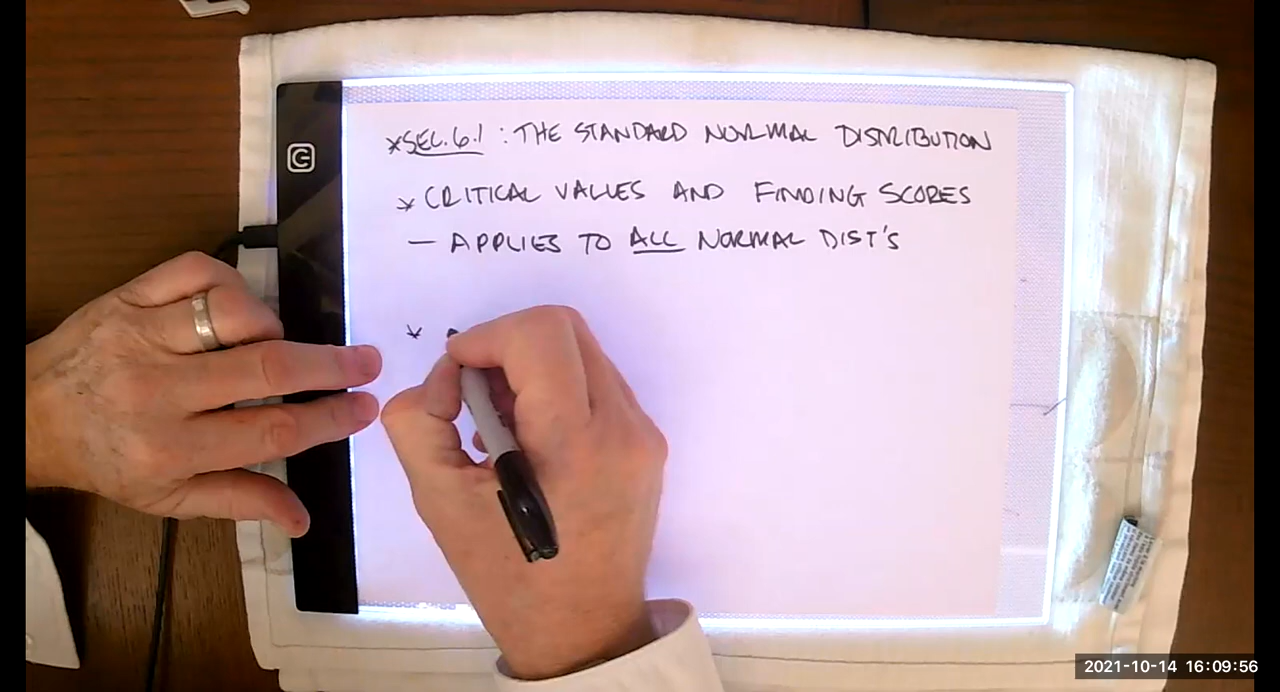 *SEC. 6.1 : THE STANDARD NORMAL DISTRIBUTION
* CRITICAL VALUES AND FINDING SCORES
— APPLIES TO ALL NORMAL DIST'S
*
2021-10-14 16:09:56